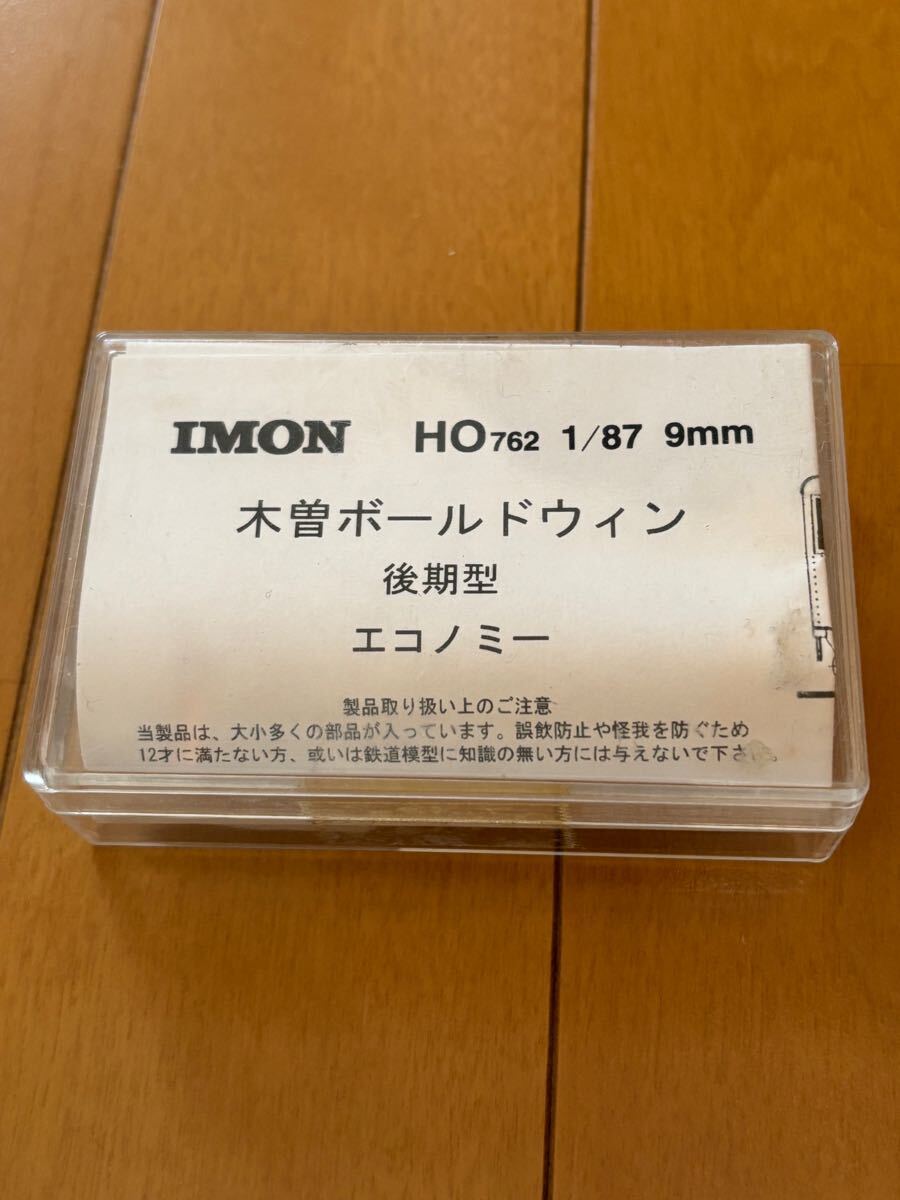 IMON HO762 1/87 9mm
木曽ボールドウィン
後期型
エコノミー
製品取り扱い上のご注意
当製品は、大小多くの部品が入っています。誤飲防止や怪我を防ぐため
12才に満たない方、或いは鉄道模型に知識の無い方には与えないで下さい。